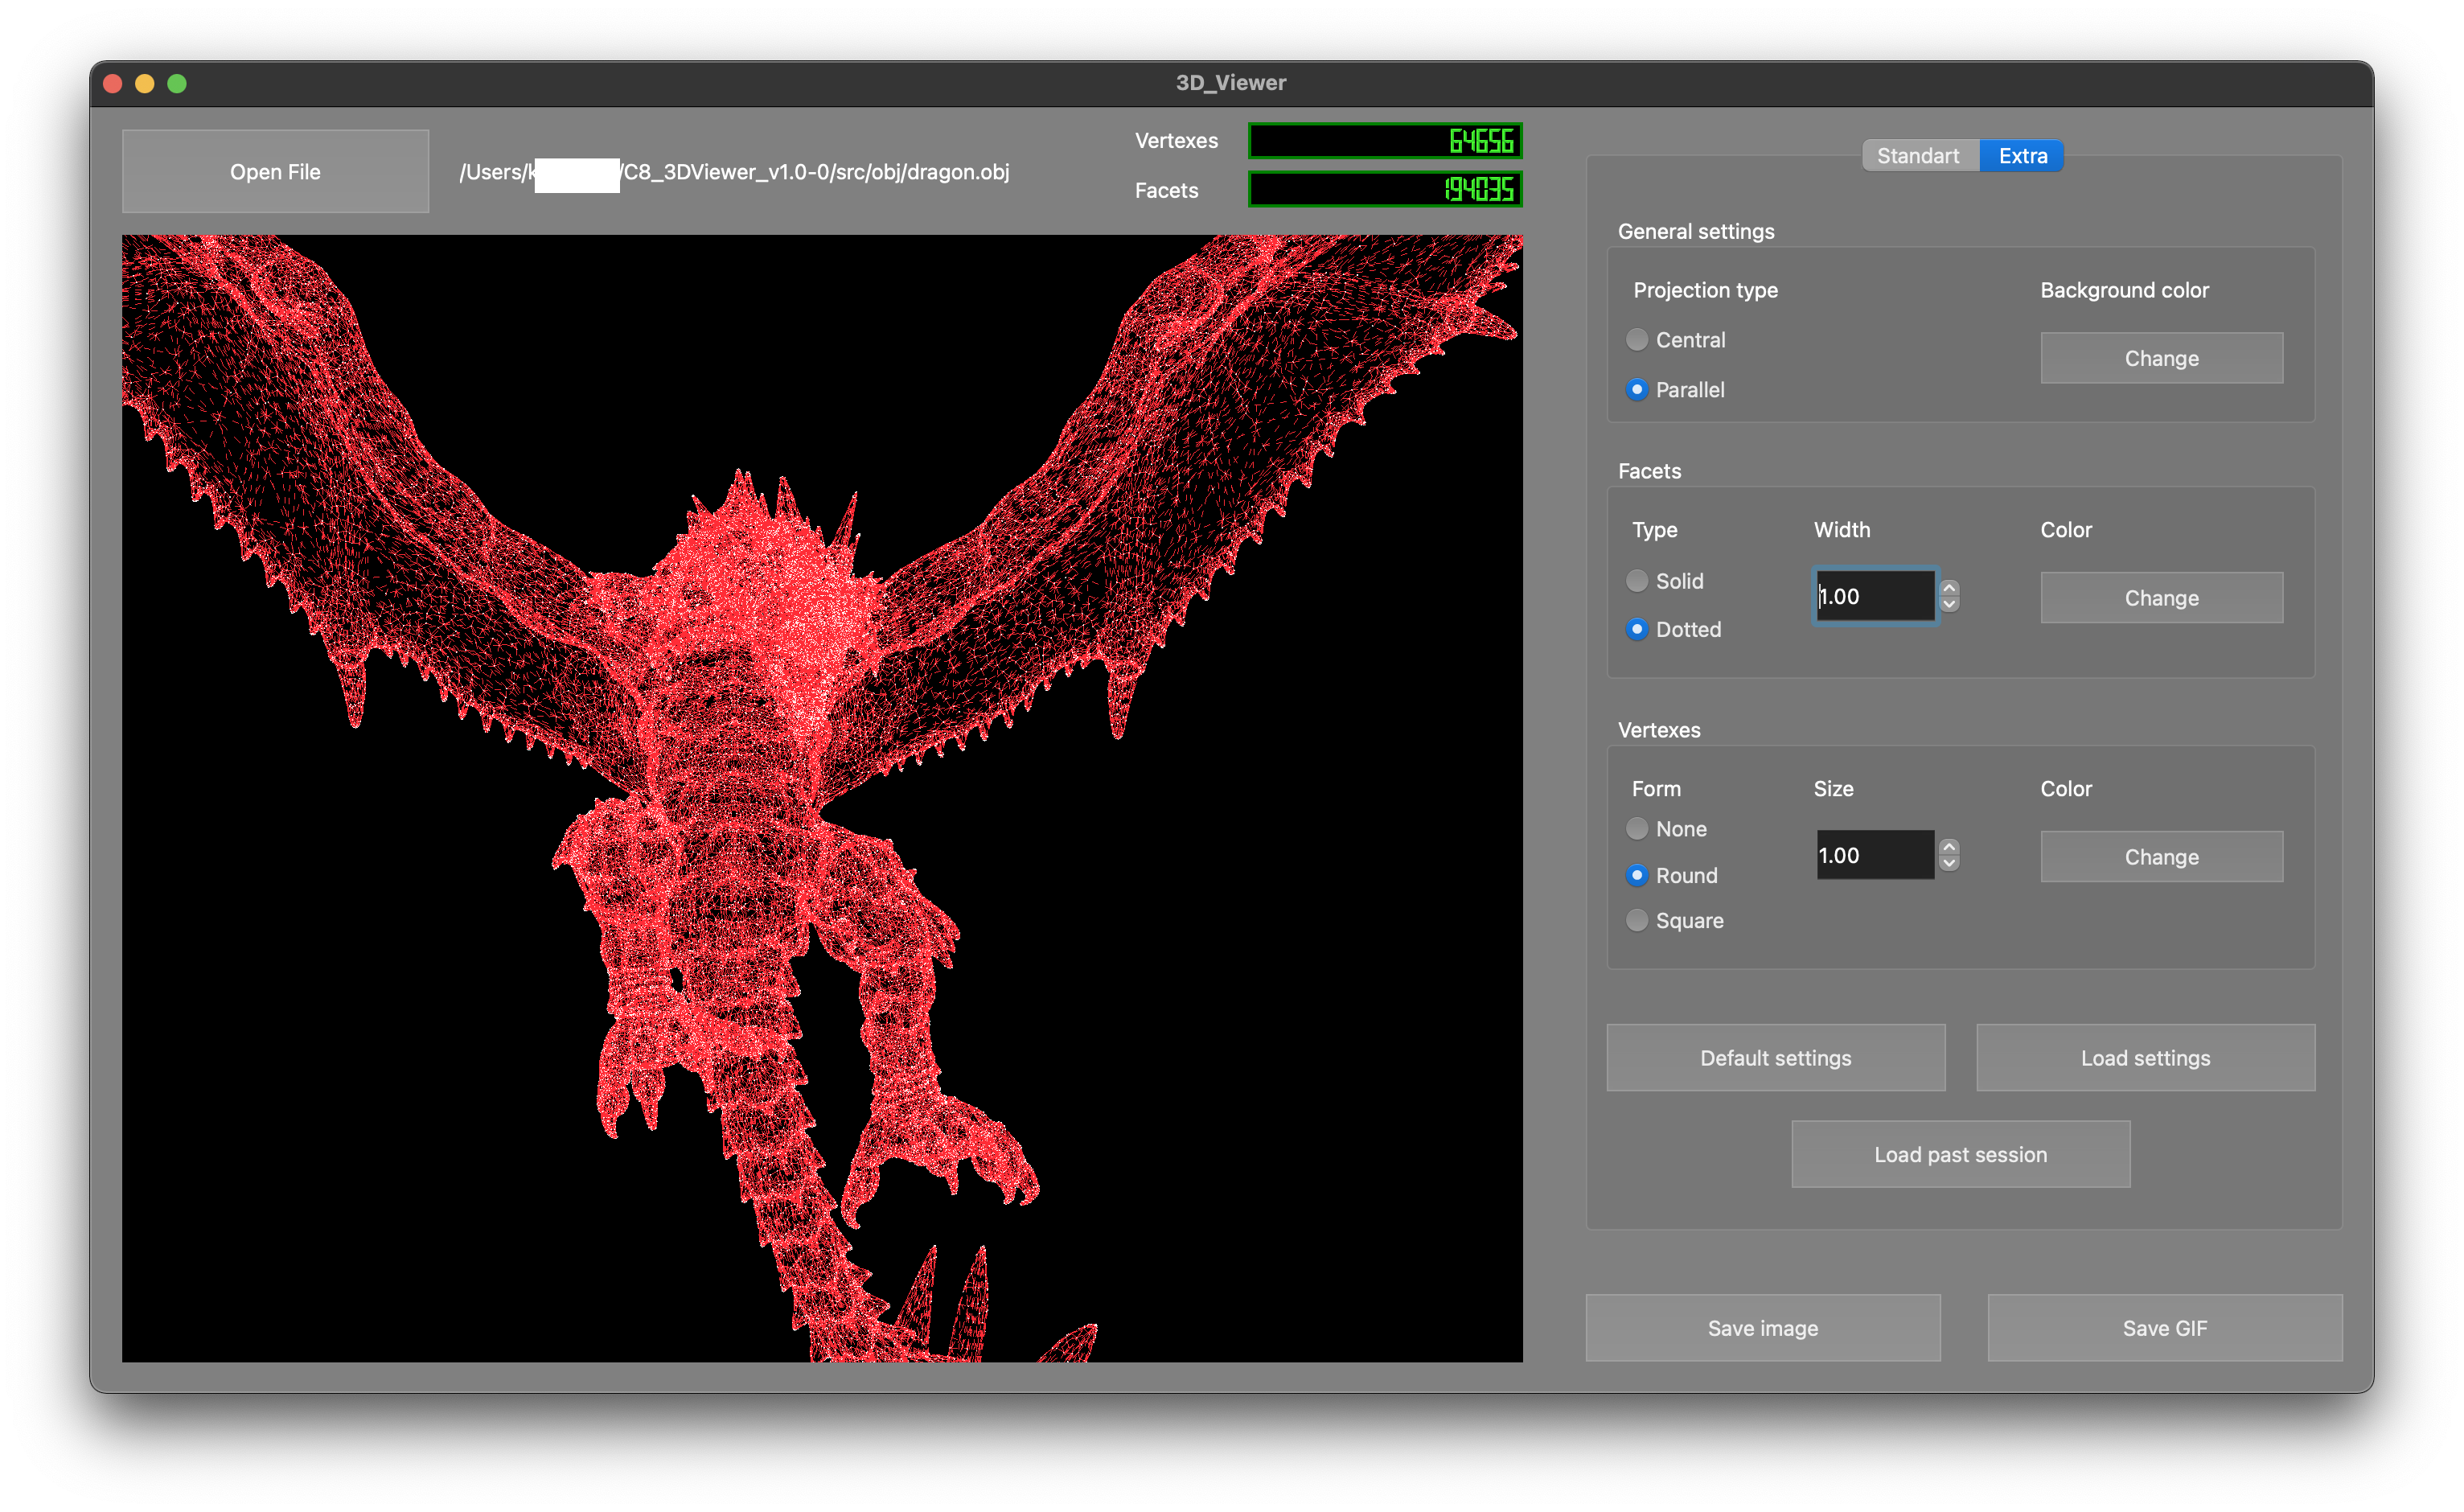 3D_Viewer
Open File
/Users/k /C8_3DViewer_v1.0-0/src/obj/dragon.obj
Vertexes 64656
Facets 194035
Standart Extra
General settings
Projection type Background color
Central
Change
Parallel
Facets
Type Width Color
Solid
1.00 Change
Dotted
Vertexes
Form Size Color
None
1.00 Change
Round
Square
Default settings Load settings
Load past session
Save image Save GIF